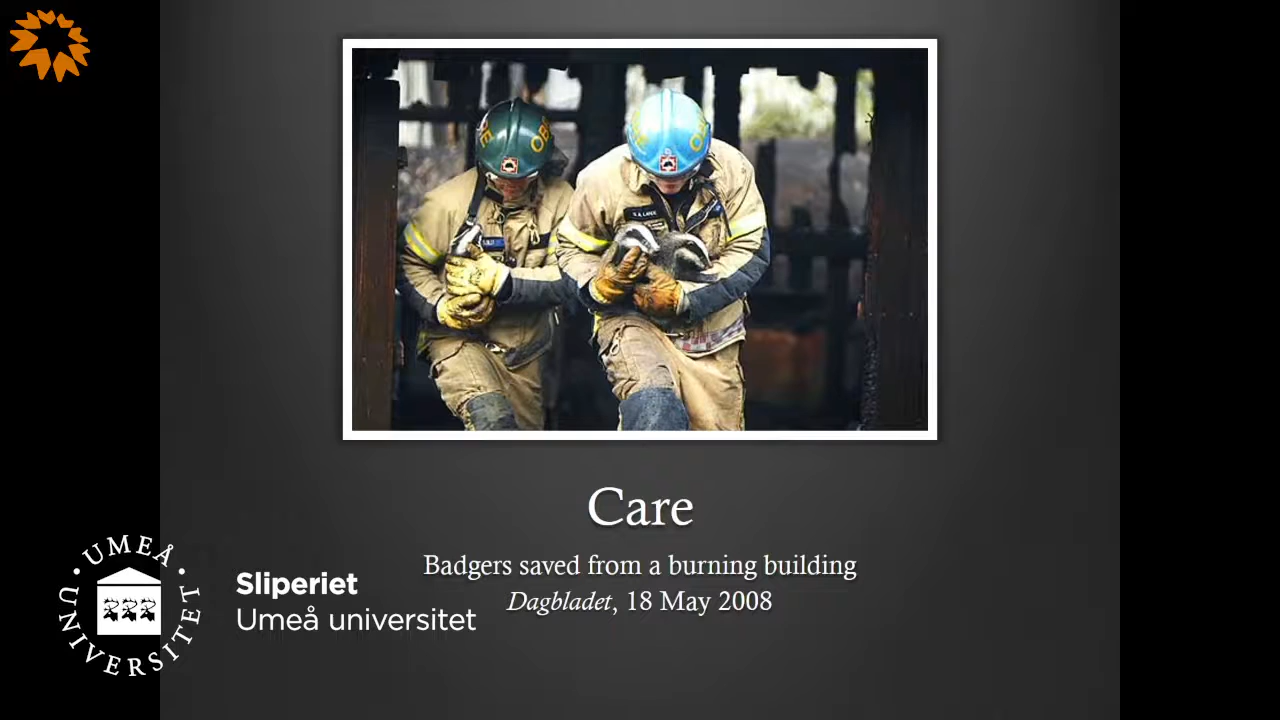 Care
Badgers saved from a burning building
Dagbladet, 18 May 2008
UMEÅ
UNIVERSITET
Sliperiet
Umeå universitet